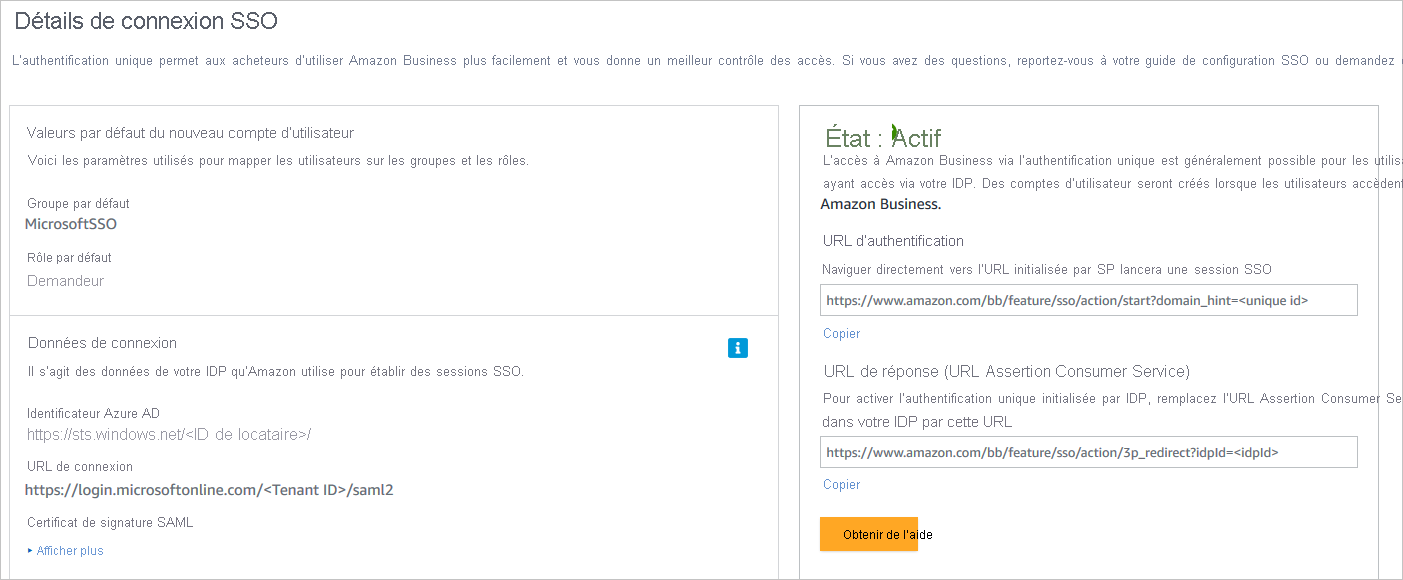 Détails de connexion SSO
L'authentification unique permet aux acheteurs d'utiliser Amazon Business plus facilement et vous donne un meilleur contrôle des accès. Si vous avez des questions, reportez-vous à votre guide de configuration SSO ou demandez
Valeurs par défaut du nouveau compte d'utilisateur
Voici les paramètres utilisés pour mapper les utilisateurs sur les groupes et les rôles.
Groupe par défaut
MicrosoftSSO
Rôle par défaut
Demandeur
Données de connexion
Il s'agit des données de votre IDP qu'Amazon utilise pour établir des sessions SSO.
Identificateur Azure AD
https://sts.windows.net/<ID de locataire>/
URL de connexion
https://login.microsoftonline.com/<Tenant ID>/saml2
Certificat de signature SAML
Afficher plus
État : Actif
L'accès à Amazon Business via l'authentification unique est généralement possible pour les utilis
ayant accès via votre IDP. Des comptes d'utilisateur seront créés lorsque les utilisateurs accèdent
Amazon Business.
URL d'authentification
Naviguer directement vers l'URL initialisée par SP lancera une session SSO
https://www.amazon.com/bb/feature/sso/action/start?domain_hint=<unique id>
Copier
URL de réponse (URL Assertion Consumer Service)
Pour activer l'authentification unique initialisée par IDP, remplacez l'URL Assertion Consumer Se
dans votre IDP par cette URL
https://www.amazon.com/bb/feature/sso/action/3p_redirect?idpId=<idpId>
Copier
Obtenir de l'aide